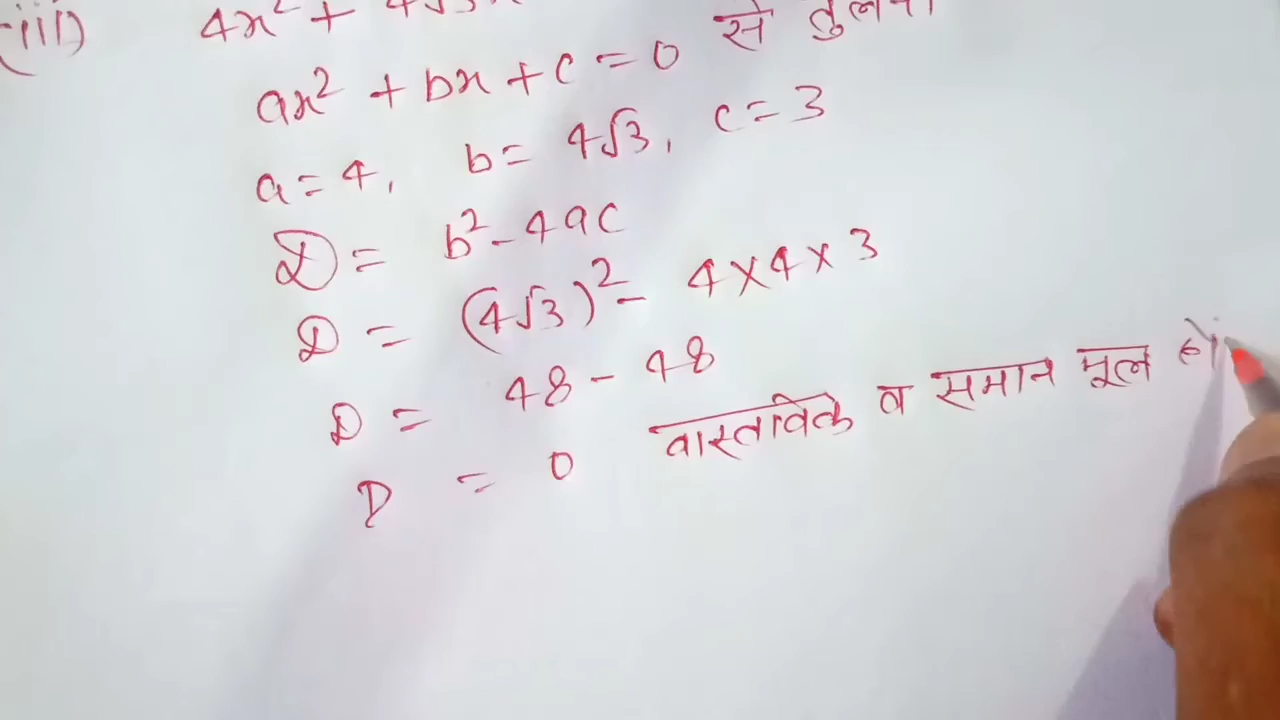 (iii) 4x² + 4√3x
ax² + bx + c = 0 से तुलना
a = 4, b = 4√3, c = 3
D = b² - 4ac
D = (4√3)² - 4×4×3
D = 48 - 48
D = 0 वास्तविक व समान मूल